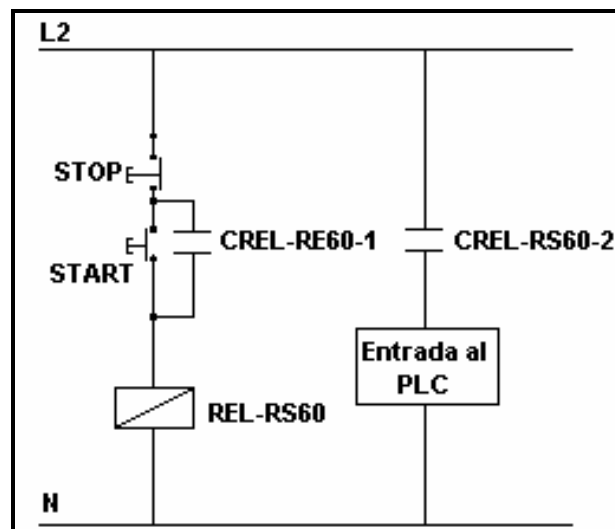 L2
STOP
CREL-RE60-1
CREL-RS60-2
START
Entrada al
PLC
REL-RS60
N